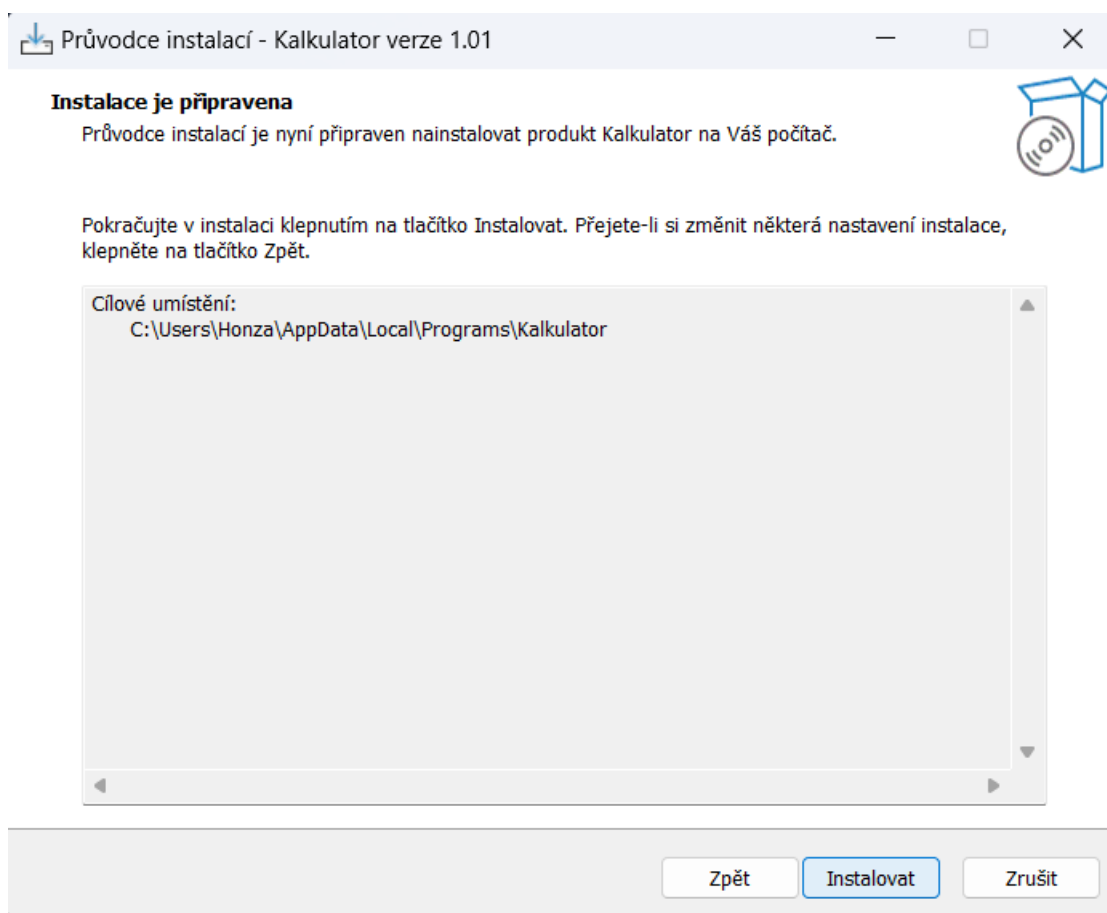 Průvodce instalací - Kalkulator verze 1.01
Instalace je připravena
Průvodce instalací je nyní připraven nainstalovat produkt Kalkulator na Váš počítač.
Pokračujte v instalaci klepnutím na tlačítko Instalovat. Přejete-li si změnit některá nastavení instalace,
klepněte na tlačítko Zpět.
Cílové umístění:
C:\Users\Honza\AppData\Local\Programs\Kalkulator
Zpět Instalovat Zrušit